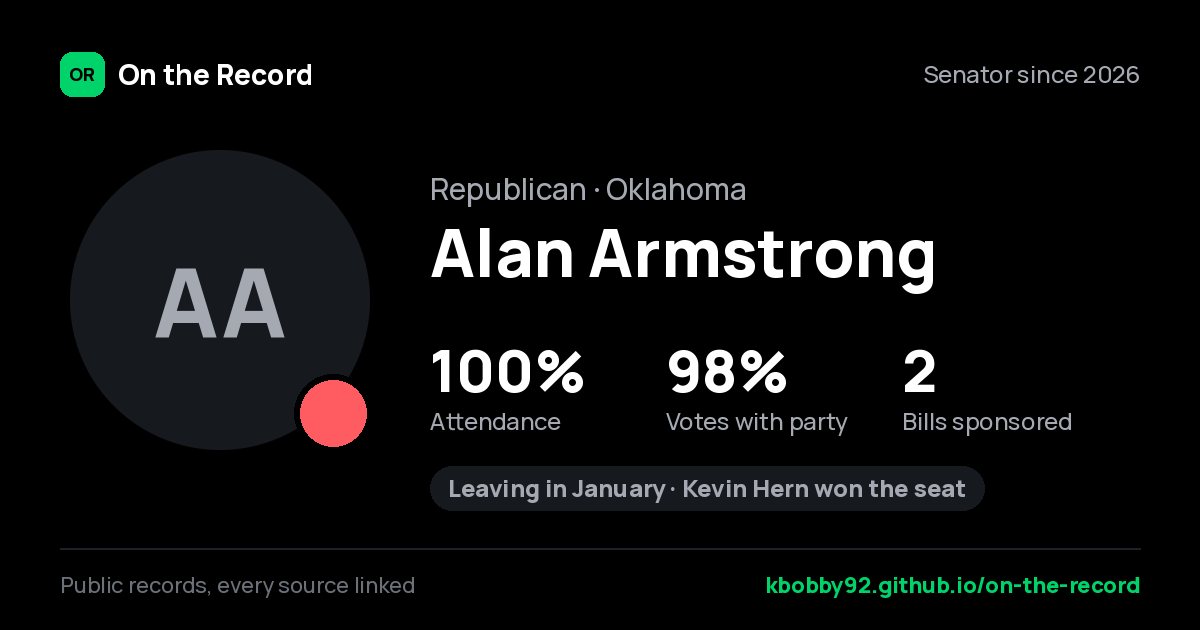 OR On the Record
Senator since 2026
Republican · Oklahoma
Alan Armstrong
AA
100%
Attendance
98%
Votes with party
2
Bills sponsored
Leaving in January · Kevin Hern won the seat
Public records, every source linked
kbobby92.github.io/on-the-record